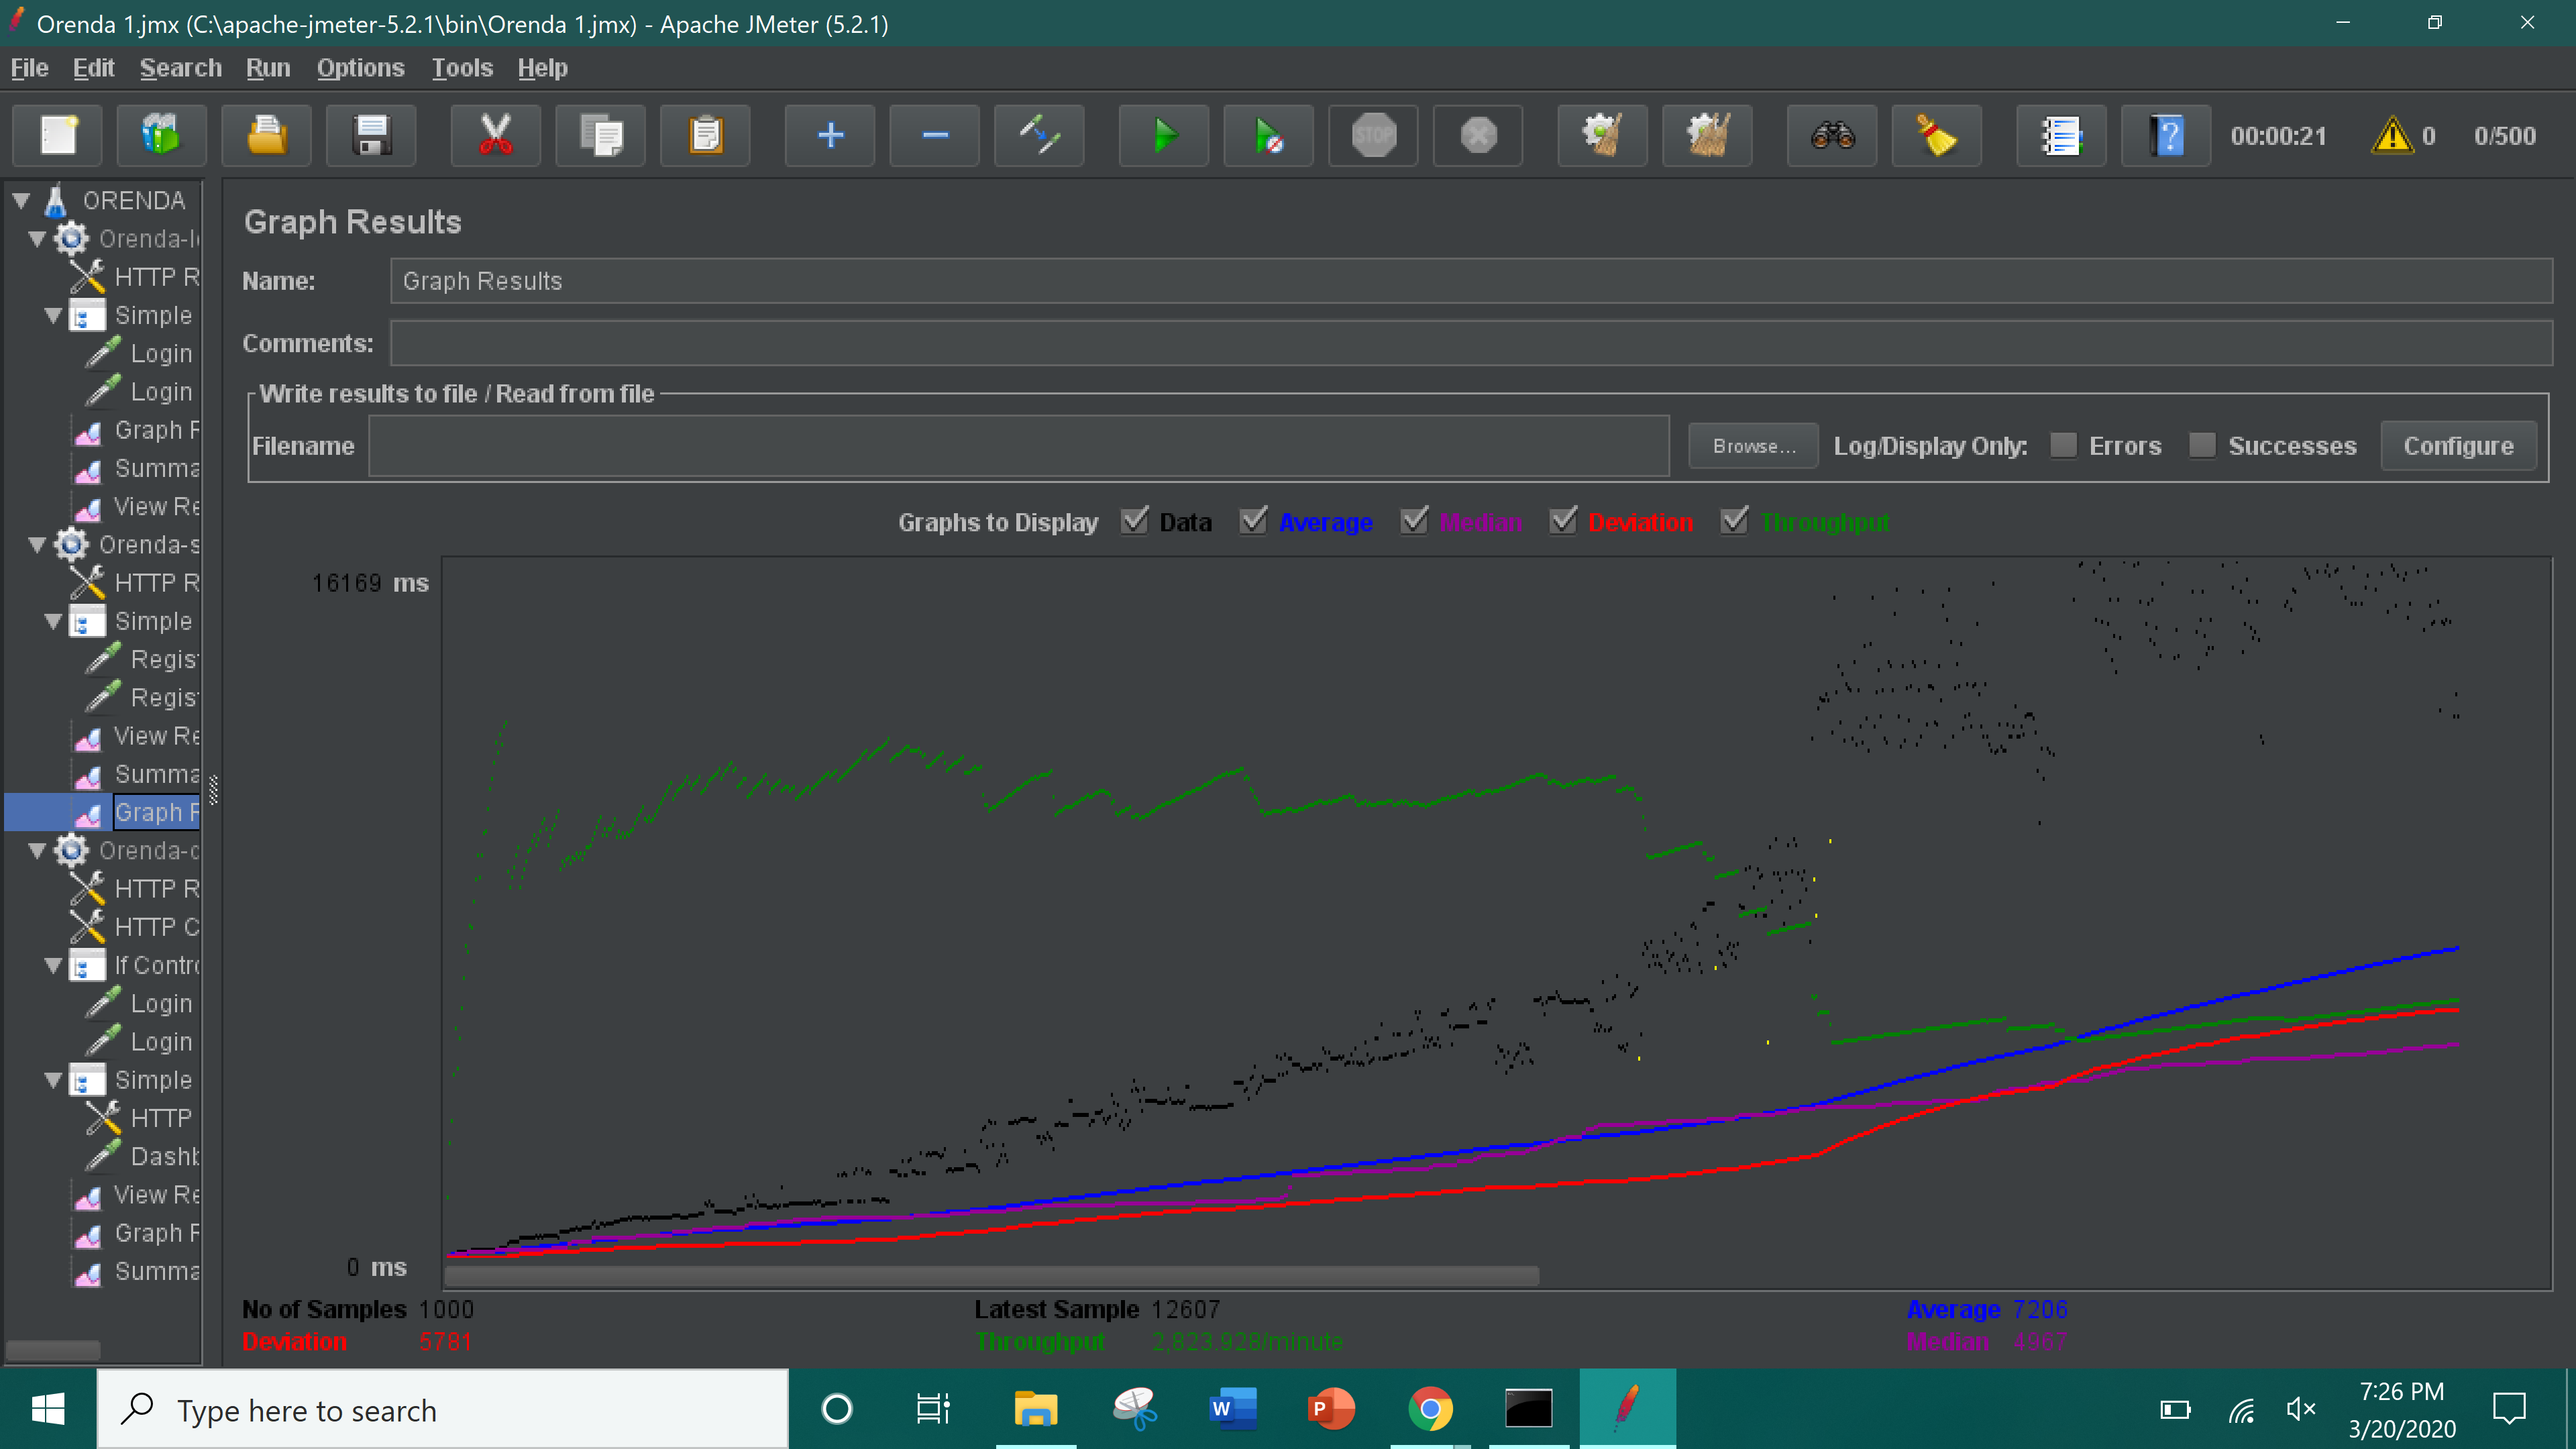 Orenda 1.jmx (C:\apache-jmeter-5.2.1\bin\Orenda 1.jmx) - Apache JMeter (5.2.1)
File Edit Search Run Options Tools Help
STOP 00:00:21 0 0/500
ORENDA
Orenda-l
HTTP R
Simple
Login
Login
Graph F
Summa
View Re
Orenda-s
HTTP R
Simple
Regis
Regis
View Re
Summa
Graph F
Orenda-c
HTTP R
HTTP C
If Contr
Login
Login
Simple
HTTP
Dashb
View Re
Graph F
Summa
Graph Results
Name: Graph Results
Comments:
Write results to file / Read from file
Filename Browse... Log/Display Only: Errors Successes Configure
Graphs to Display Data Average Median Deviation Throughput
16169 ms
0 ms
No of Samples 1000 Latest Sample 12607 Average 7206
Deviation 5781 Throughput 2,823.928/minute Median 4967
Type here to search
7:26 PM
3/20/2020